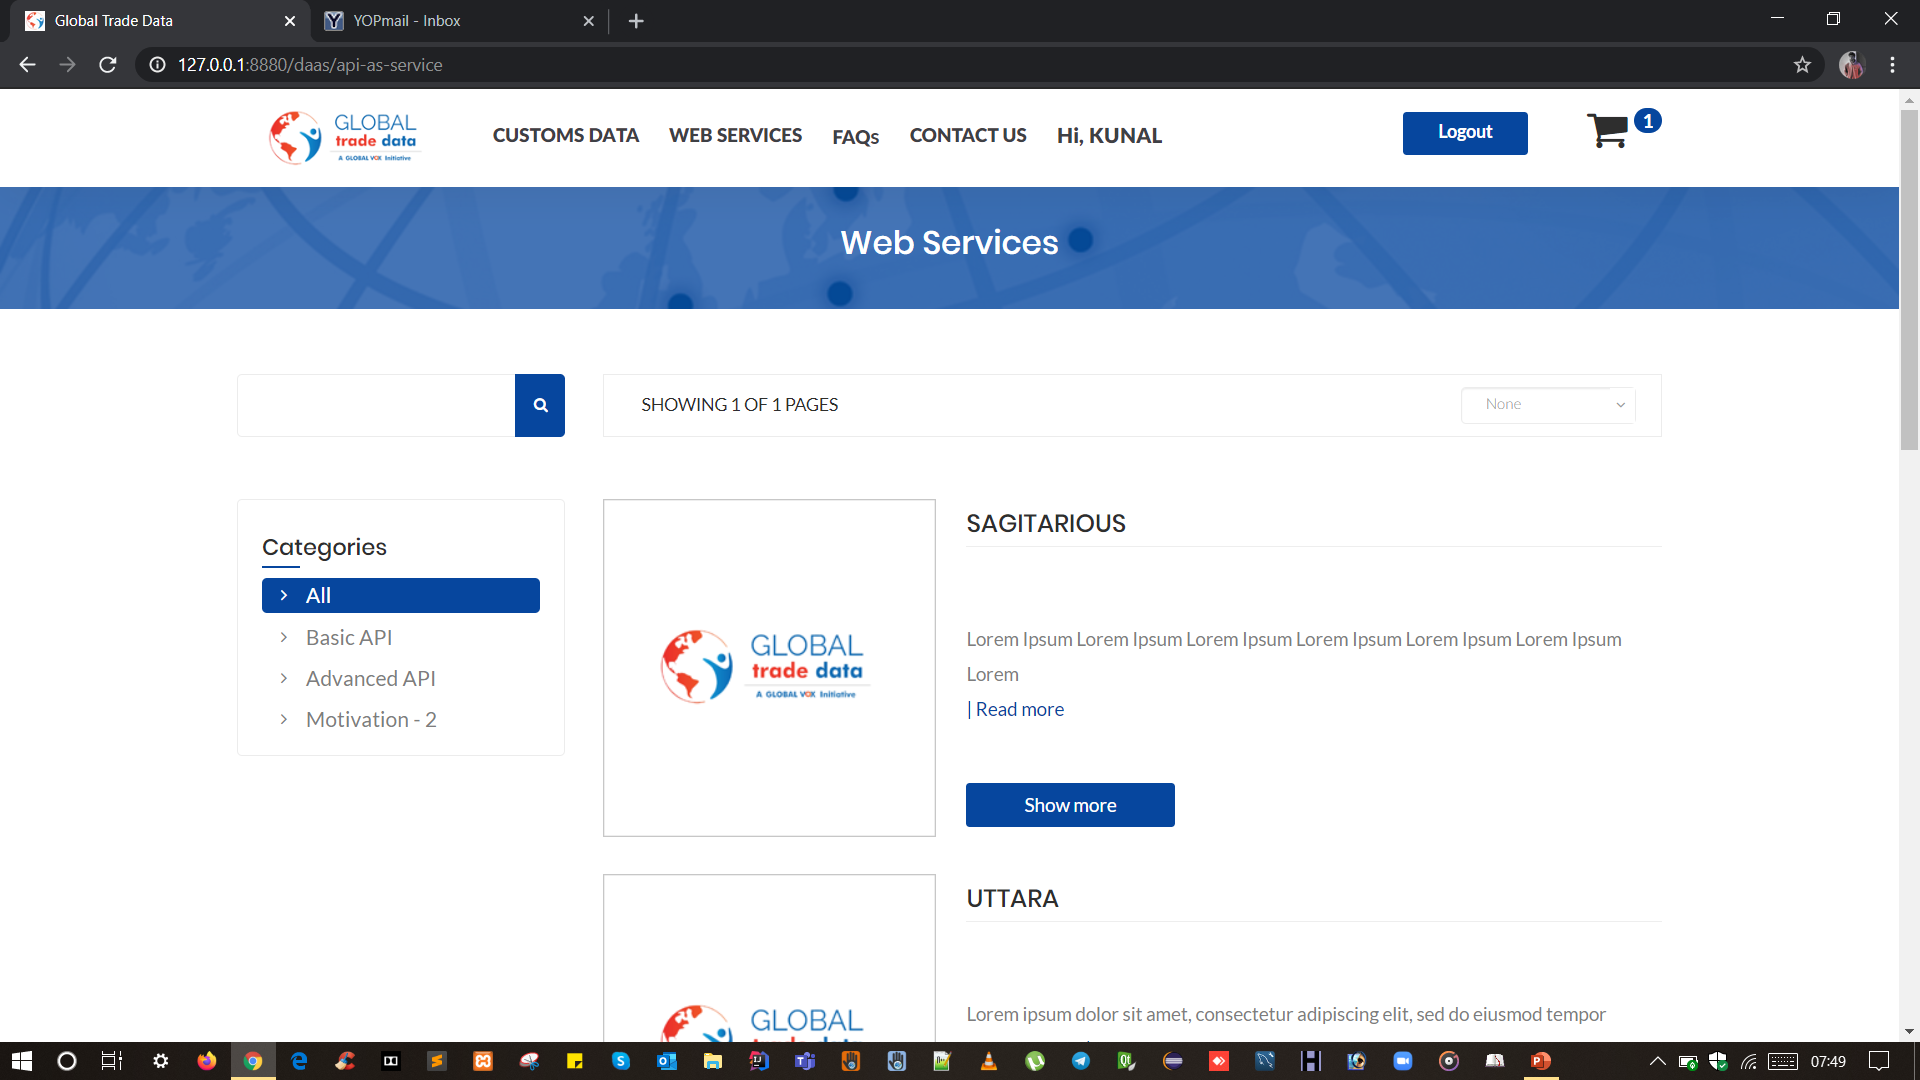 Global Trade Data
YOPmail - Inbox
127.0.0.1:8880/daas/api-as-service
GLOBAL
trade data
A GLOBAL VOX Initiative
CUSTOMS DATA
WEB SERVICES
FAQs
CONTACT US
Hi, KUNAL
Logout
1
Web Services
SHOWING 1 OF 1 PAGES
None
Categories
All
Basic API
Advanced API
Motivation - 2
GLOBAL
trade data
A GLOBAL VOX Initiative
SAGITARIOUS
Lorem Ipsum Lorem Ipsum Lorem Ipsum Lorem Ipsum Lorem Ipsum Lorem Ipsum
Lorem
| Read more
Show more
GLOBAL
UTTARA
Lorem ipsum dolor sit amet, consectetur adipiscing elit, sed do eiusmod tempor
07:49